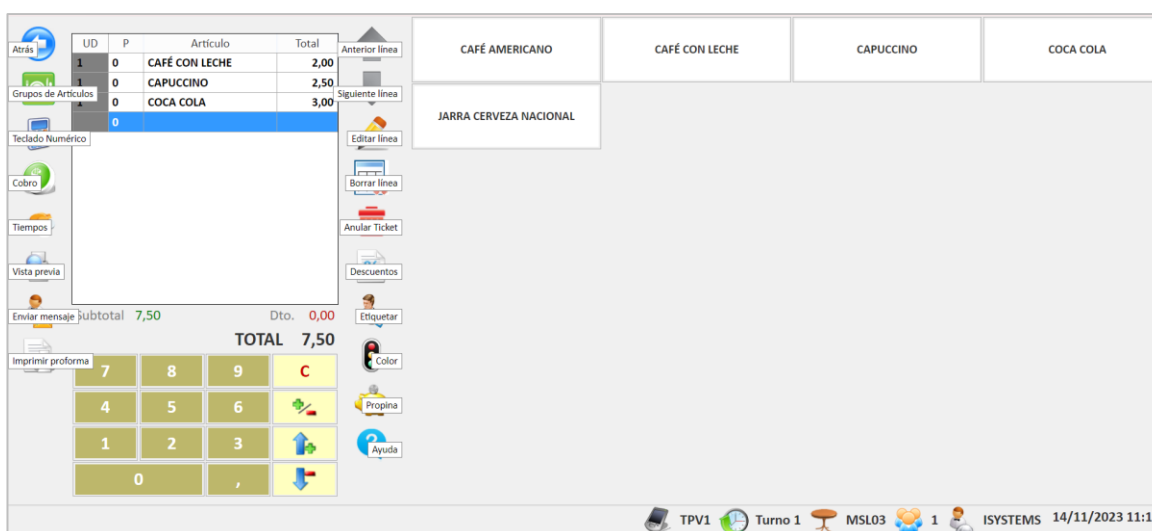 Atrás
Grupos de Artículos
Teclado Numérico
Cobro
Tiempos
Vista previa
Enviar mensaje
Imprimir proforma
UD P Artículo Total
1 0 CAFÉ CON LECHE 2,00
1 0 CAPUCCINO 2,50
1 0 COCA COLA 3,00
0
Subtotal 7,50 Dto. 0,00
TOTAL 7,50
7 8 9 C
4 5 6
1 2 3
0 ,
Anterior línea
Siguiente línea
Editar línea
Borrar línea
Anular Ticket
Descuentos
Etiquetar
Color
Propina
Ayuda
CAFÉ AMERICANO CAFÉ CON LECHE CAPUCCINO COCA COLA
JARRA CERVEZA NACIONAL
TPV1 Turno 1 MSL03 1 ISYSTEMS 14/11/2023 11:1